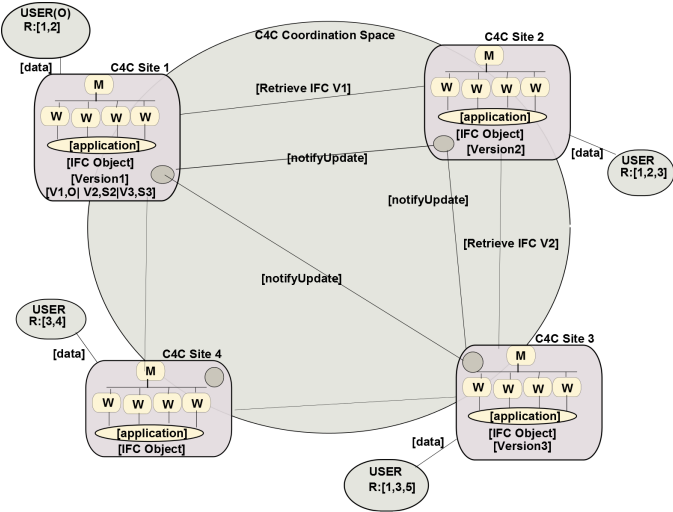 USER(O)
R:[1,2]
[data]
C4C Site 1
M
W W W W
[application]
[IFC Object]
[Version1]
[V1,O| V2,S2|V3,S3]
C4C Coordination Space
[Retrieve IFC V1]
[notifyUpdate]
C4C Site 2
M
W W W W
[application]
[IFC Object]
[Version2]
[data]
USER
R:[1,2,3]
[notifyUpdate]
[Retrieve IFC V2]
[notifyUpdate]
USER
R:[3,4]
[data]
C4C Site 4
M
W W W W
[application]
[IFC Object]
C4C Site 3
M
W W W W
[application]
[IFC Object]
[Version3]
[data]
USER
R:[1,3,5]